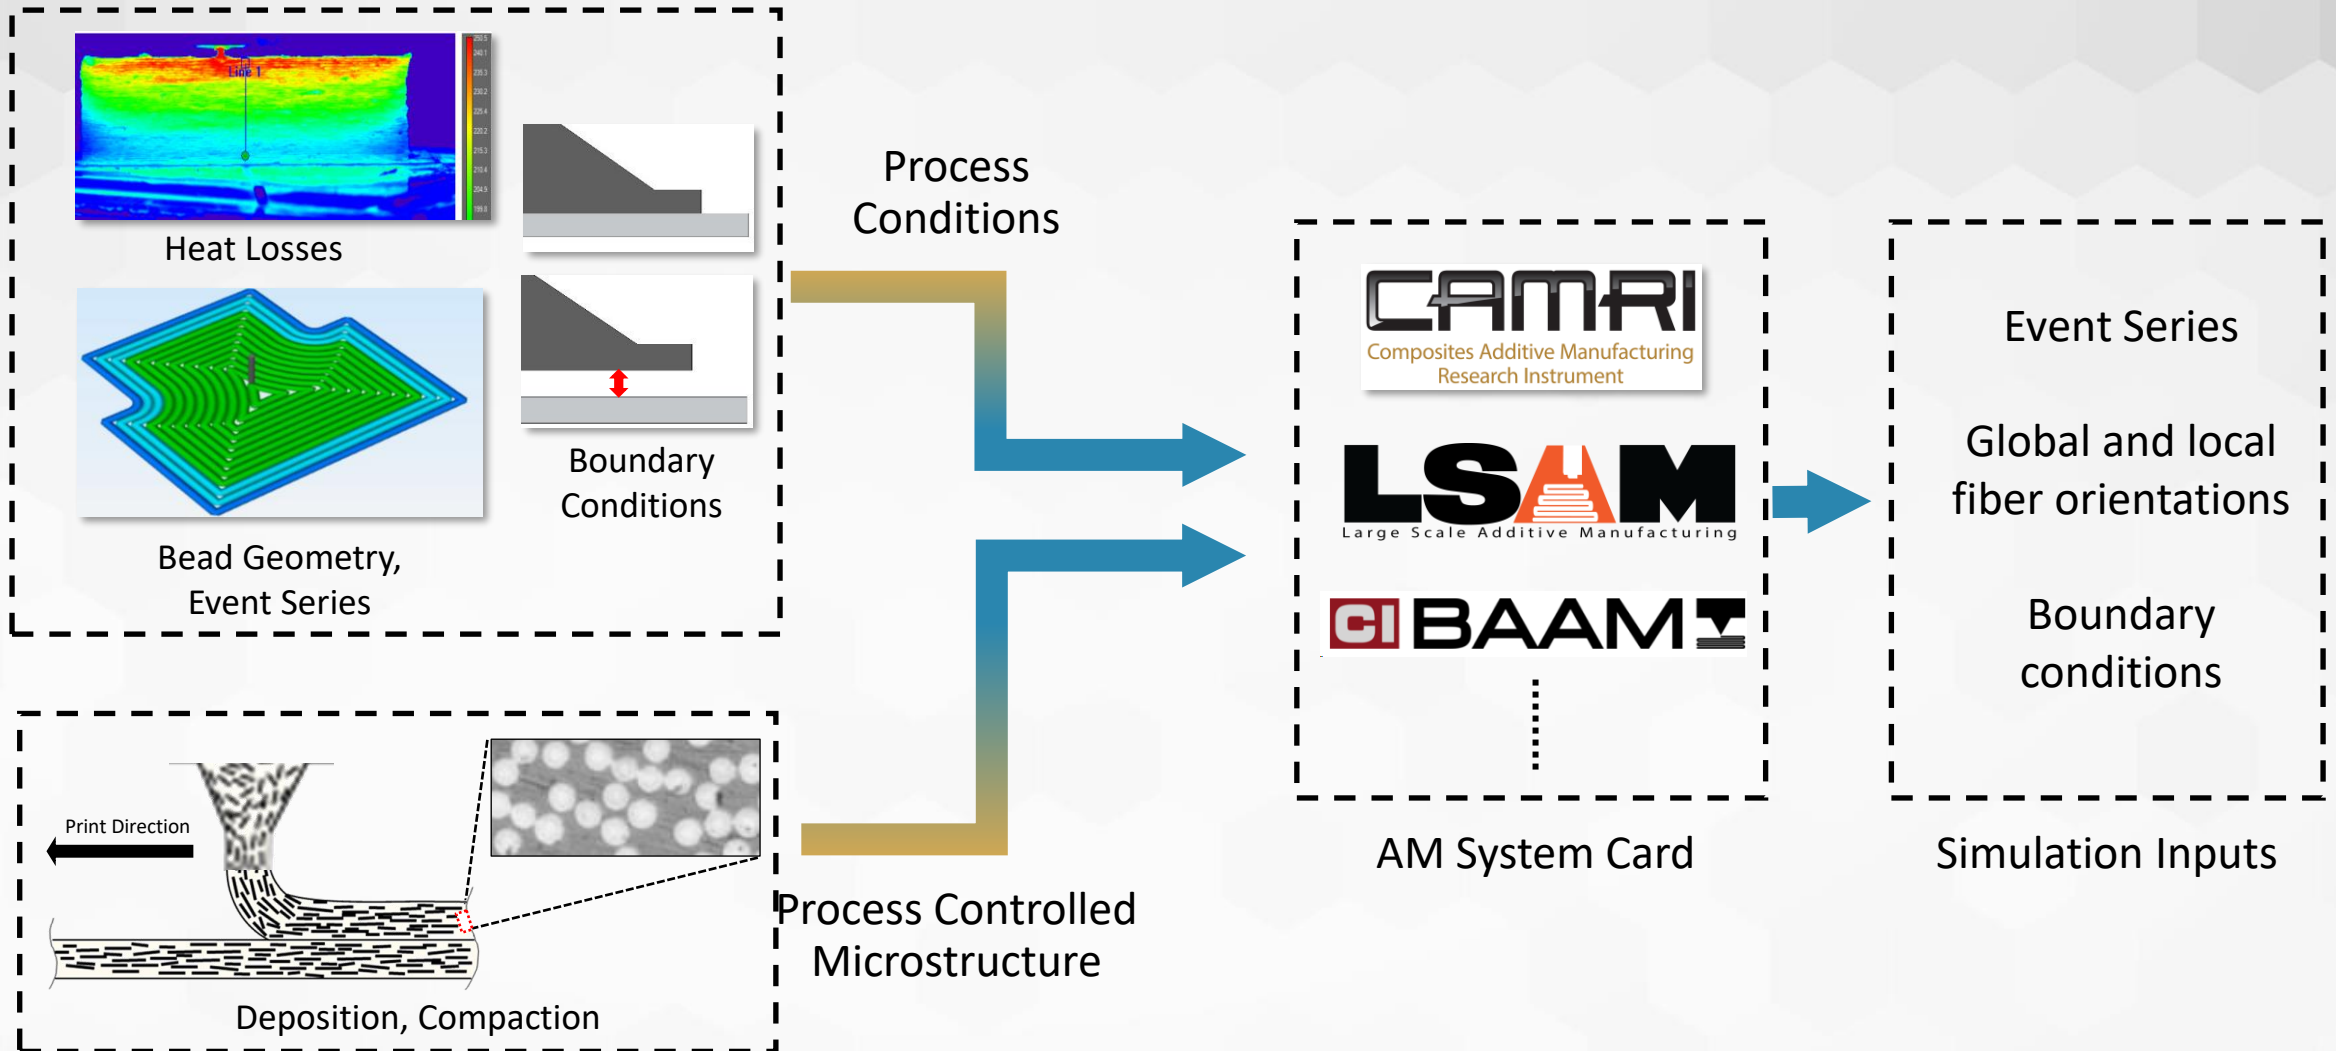 Line 1
Heat Losses
Bead Geometry,
Event Series
Boundary
Conditions
Process
Conditions
Print Direction
Deposition, Compaction
Process Controlled
Microstructure
CAMRI
Composites Additive Manufacturing
Research Instrument
LSAM
Large Scale Additive Manufacturing
CI BAAM
AM System Card
Event Series
Global and local
fiber orientations
Boundary
conditions
Simulation Inputs